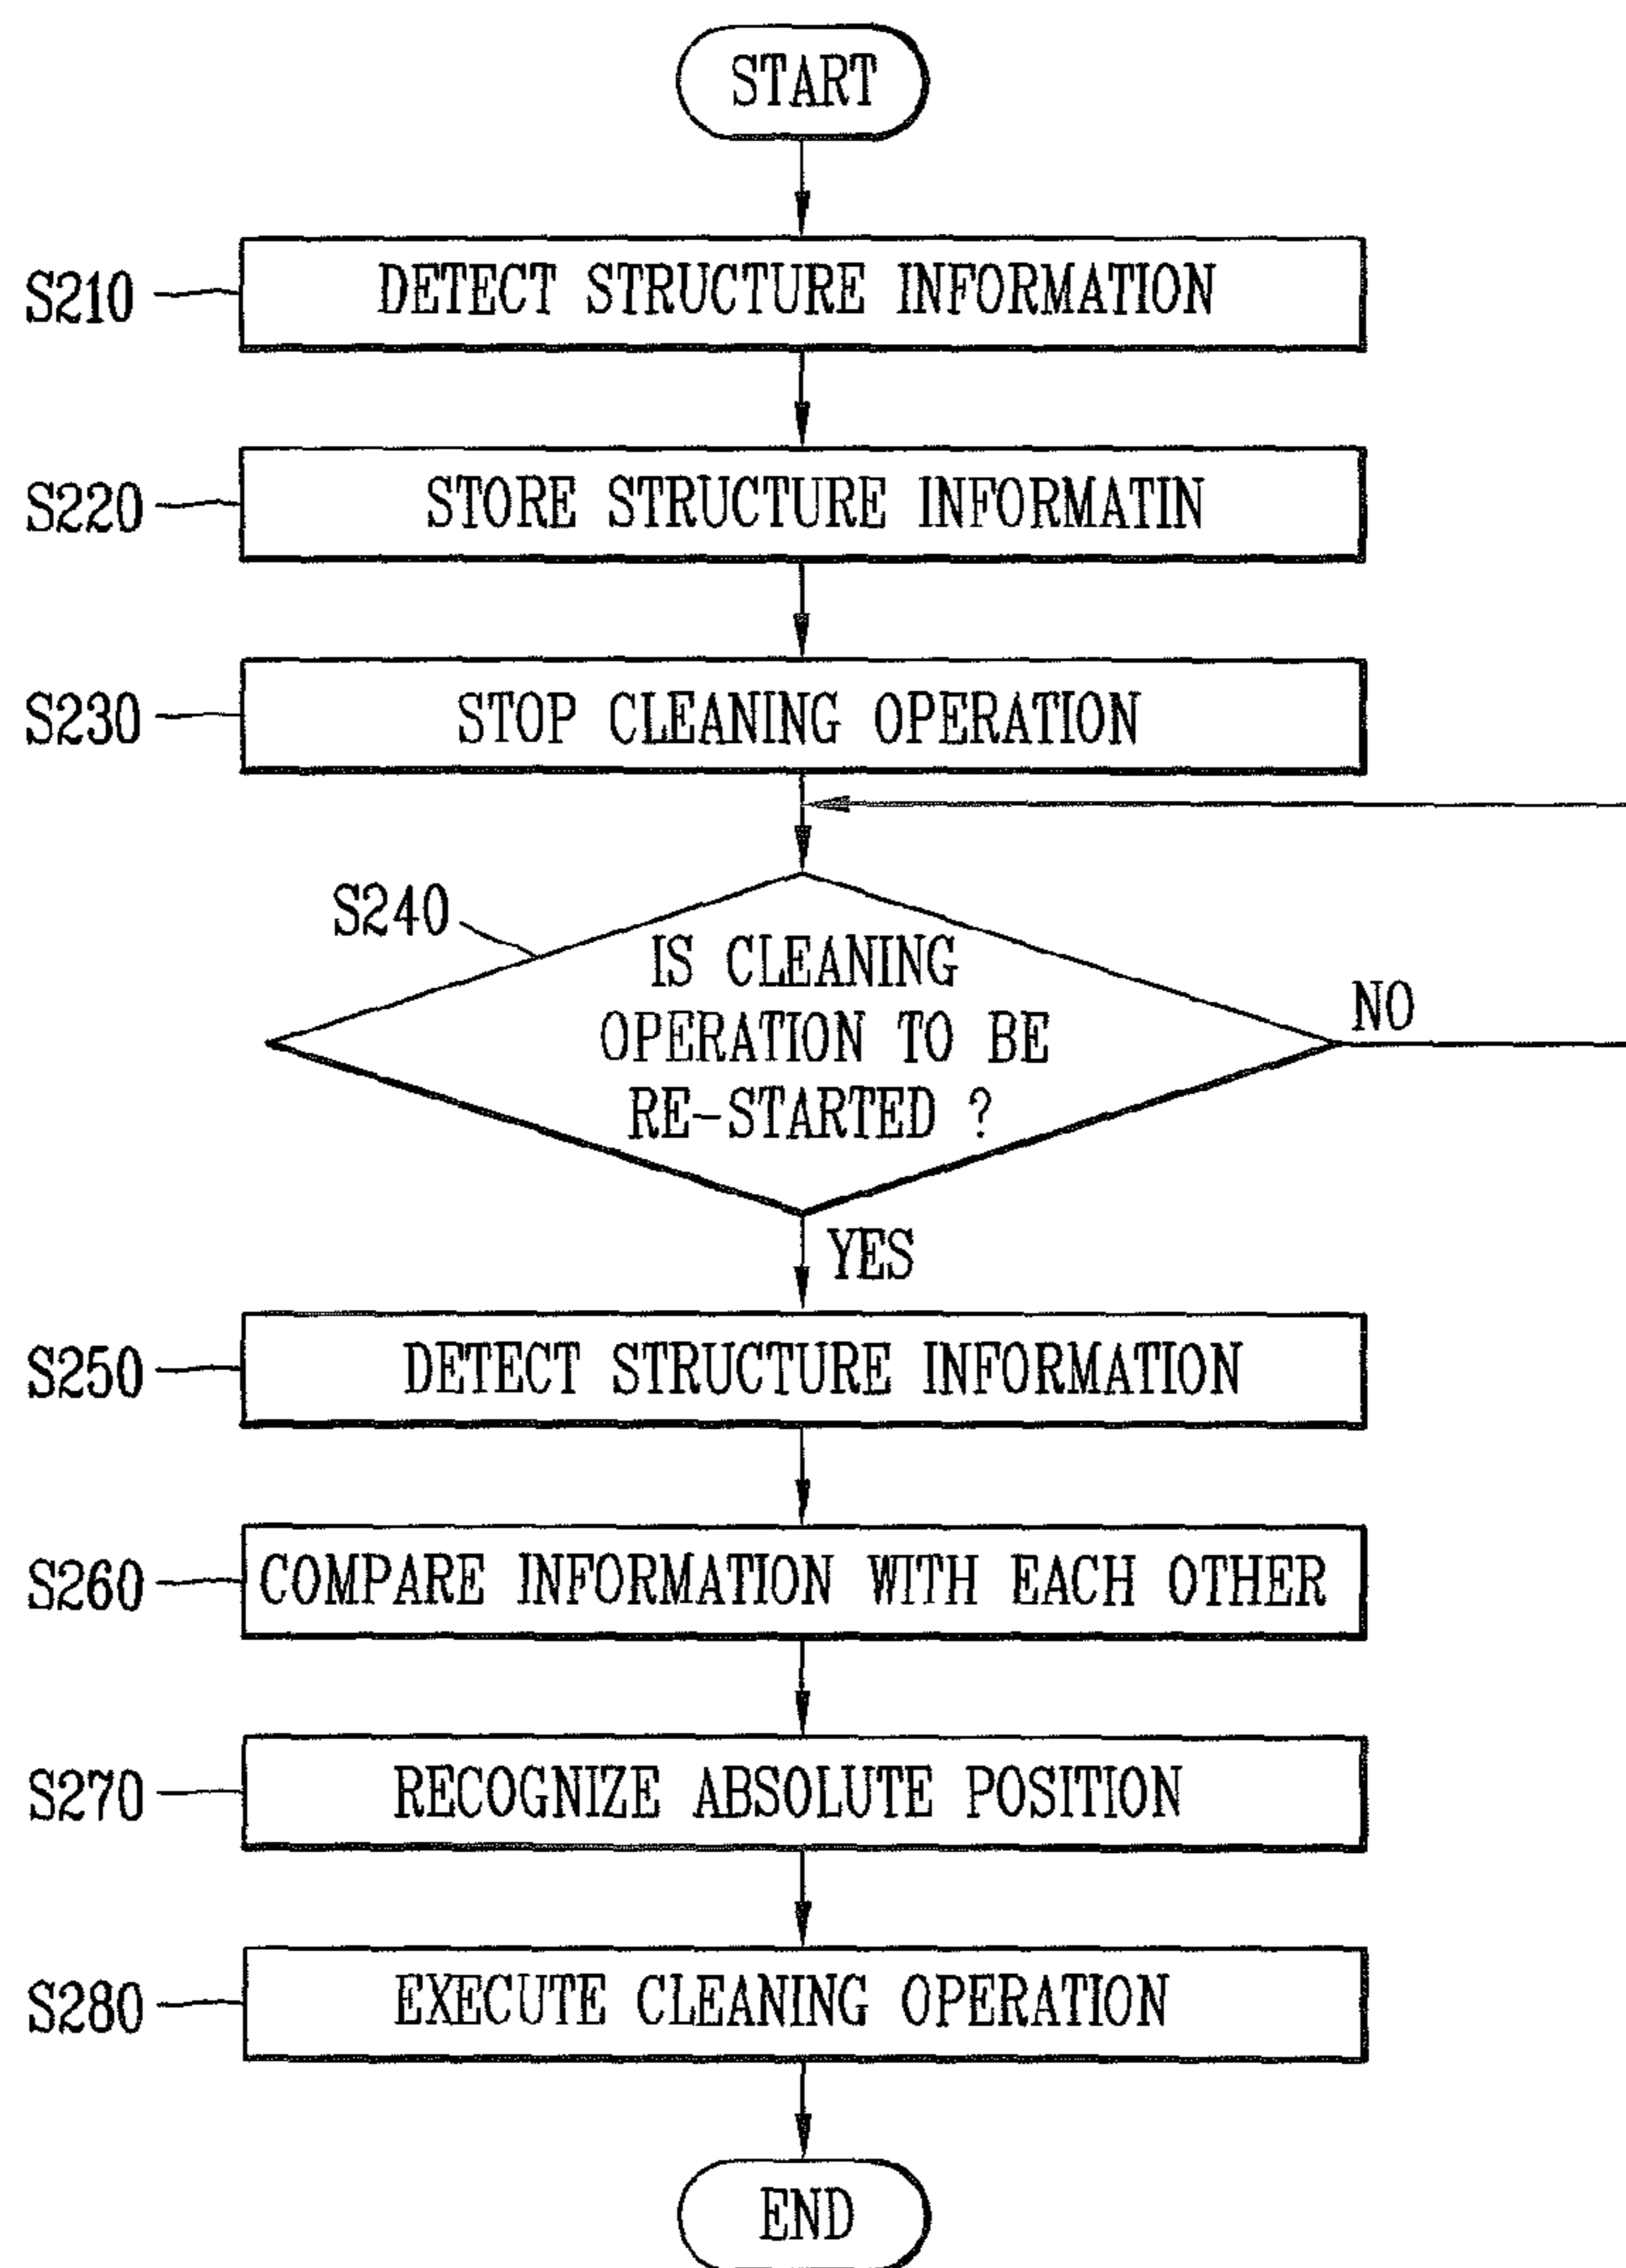 START
S210
DETECT STRUCTURE INFORMATION
S220
STORE STRUCTURE INFORMATIN
S230
STOP CLEANING OPERATION
S240
IS CLEANING
OPERATION TO BE
RE-STARTED ?
NO
YES
S250
DETECT STRUCTURE INFORMATION
S260
COMPARE INFORMATION WITH EACH OTHER
S270
RECOGNIZE ABSOLUTE POSITION
S280
EXECUTE CLEANING OPERATION
END